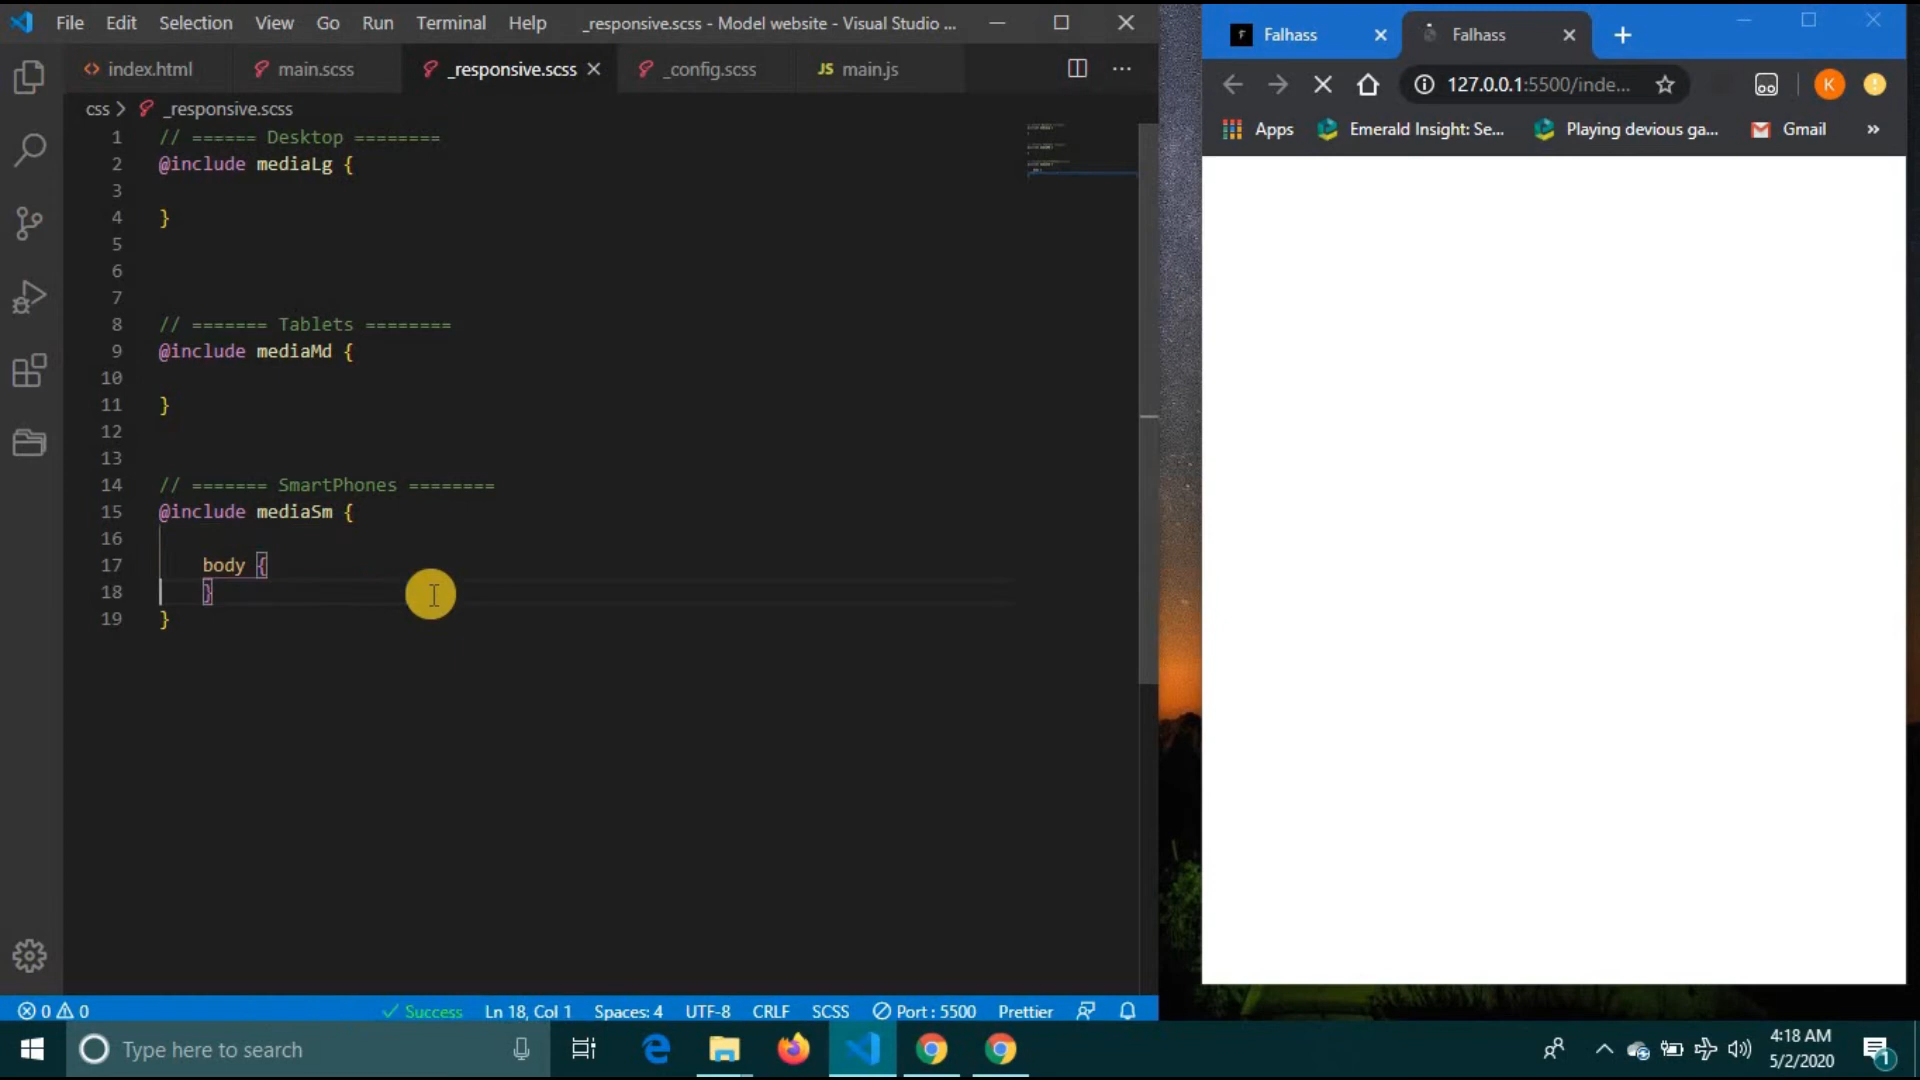 File Edit Selection View Go Run Terminal Help _responsive.scss - Model website - Visual Studio ...
index.html main.scss _responsive.scss _config.scss JS main.js
css > _responsive.scss
1 // ====== Desktop ========
2 @include mediaLg {
3
4 }
5
6
7
8 // ======= Tablets ========
9 @include mediaMd {
10
11 }
12
13
14 // ======= SmartPhones ========
15 @include mediaSm {
16
17 body {
18 }
19 }
0 0 Success Ln 18, Col 1 Spaces: 4 UTF-8 CRLF SCSS Port : 5500 Prettier
Falhass Falhass
127.0.0.1:5500/inde...
K
Apps Emerald Insight: Se... Playing devious ga... Gmail »
Type here to search
4:18 AM
5/2/2020
1